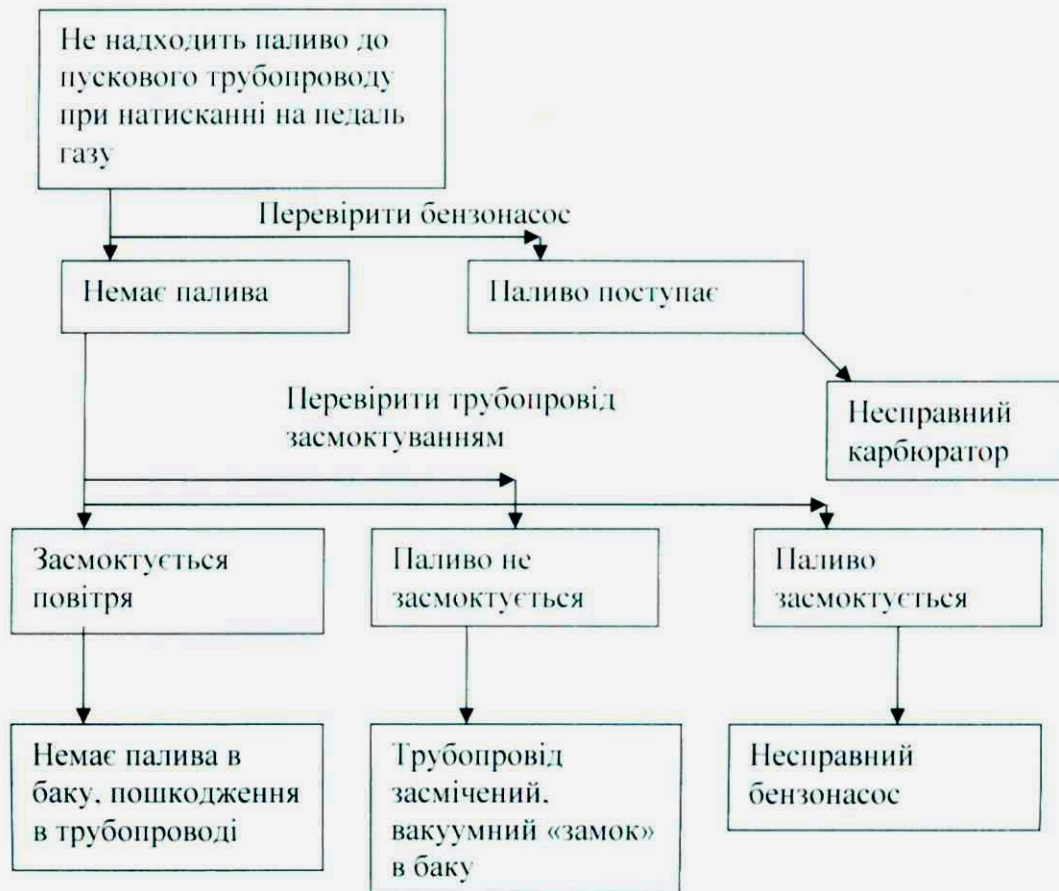 Не надходить паливо до
пускового трубопроводу
при натисканні на педаль
газу
Перевірити бензонасос
Немає палива
Паливо поступає
Перевірити трубопровід
засмоктуванням
Несправний
карбюратор
Засмоктується
повітря
Паливо не
засмоктується
Паливо
засмоктується
Немає палива в
баку, пошкодження
в трубопроводі
Трубопровід
засмічений,
вакуумний «замок»
в баку
Несправний
бензонасос